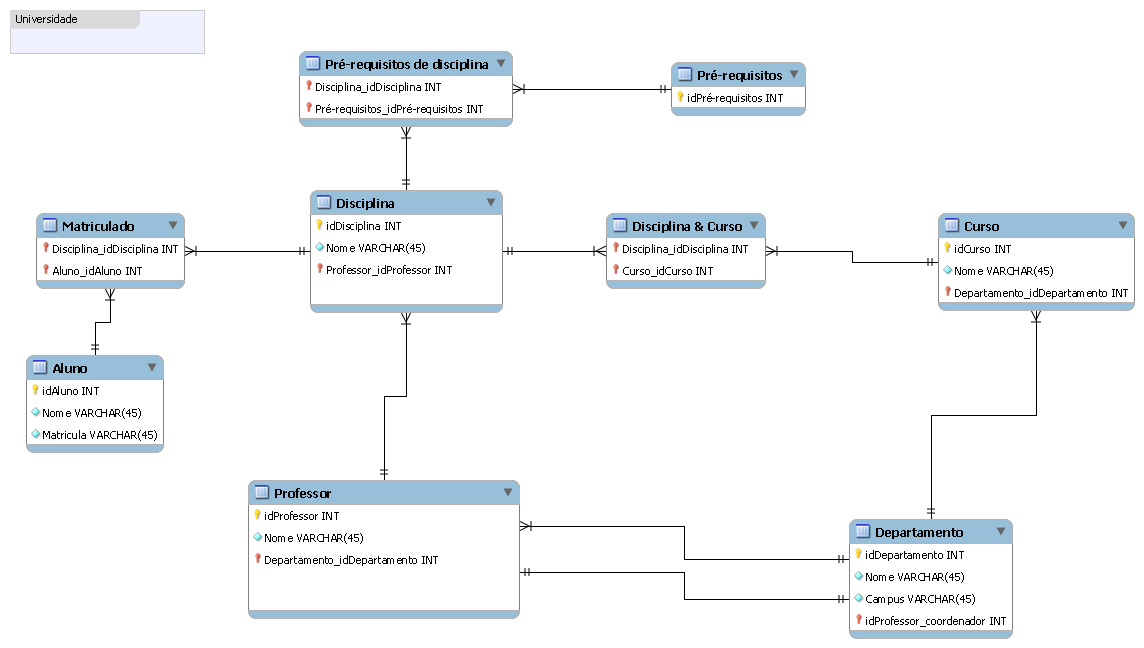 Universidade
Pré-requisitos de disciplina
Disciplina_idDisciplina INT
Pré-requisitos_idPré-requisitos INT
Pré-requisitos
idPré-requisitos INT
Matriculado
Disciplina_idDisciplina INT
Aluno_idAluno INT
Disciplina
idDisciplina INT
Nome VARCHAR(45)
Professor_idProfessor INT
Disciplina & Curso
Disciplina_idDisciplina INT
Curso_idCurso INT
Curso
idCurso INT
Nome VARCHAR(45)
Departamento_idDepartamento INT
Aluno
idAluno INT
Nome VARCHAR(45)
Matricula VARCHAR(45)
Professor
idProfessor INT
Nome VARCHAR(45)
Departamento_idDepartamento INT
Departamento
idDepartamento INT
Nome VARCHAR(45)
Campus VARCHAR(45)
idProfessor_coordenador INT